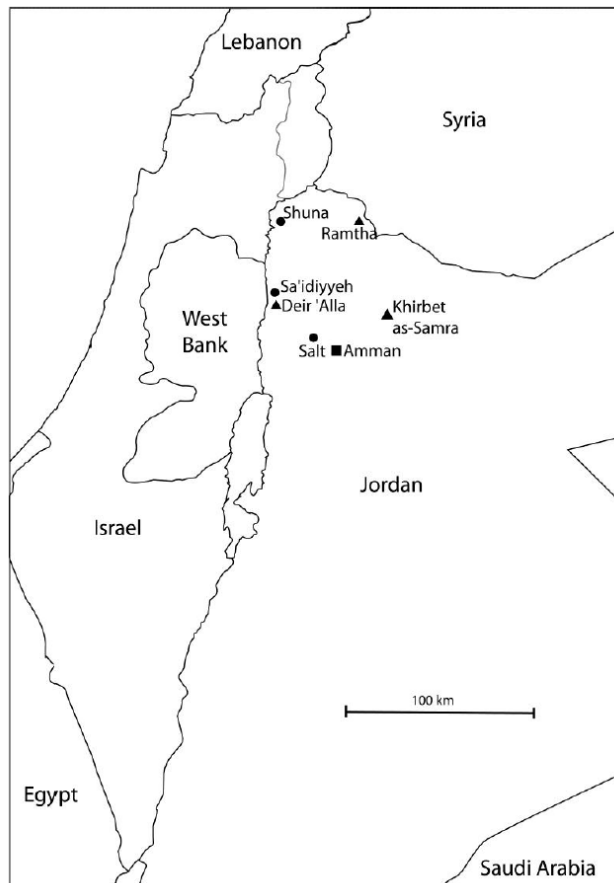 Lebanon
Syria
Shuna
Ramtha
Sa'idiyyeh
Deir 'Alla
Khirbet
as-Samra
West
Bank
Salt
Amman
Jordan
Israel
100 km
Egypt
Saudi Arabia